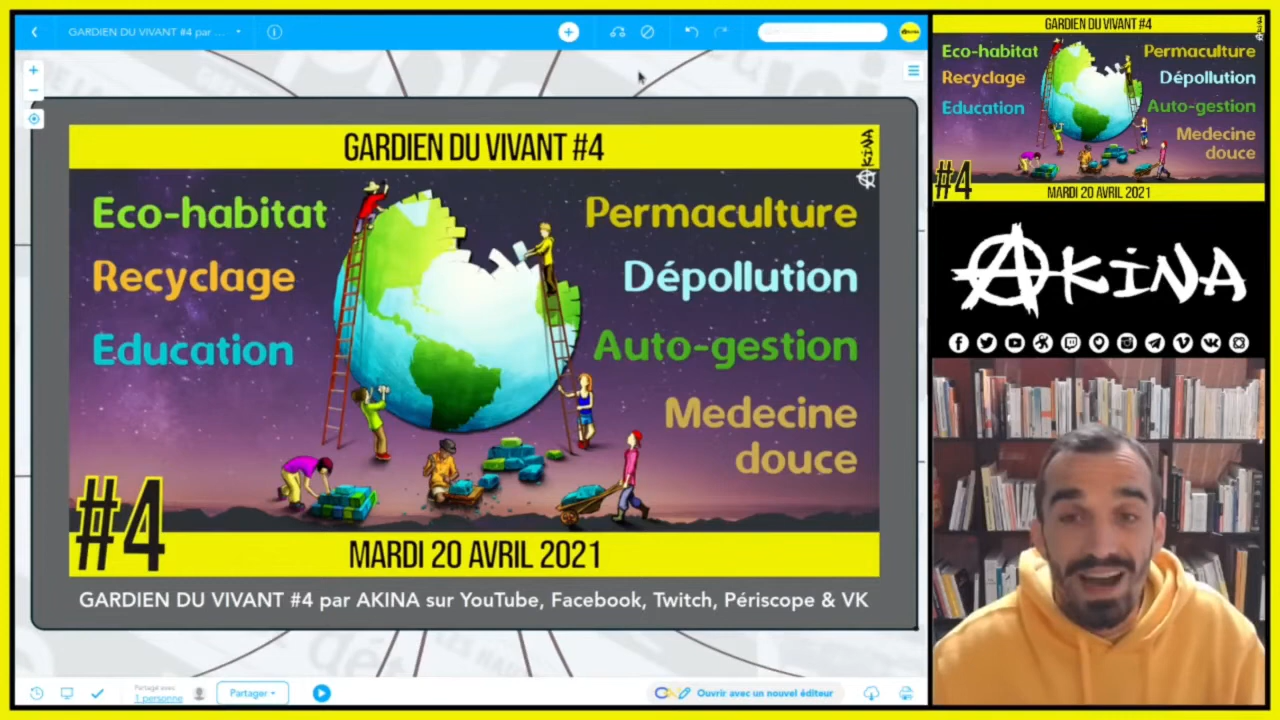 GARDIEN DU VIVANT #4 par ...
GARDIEN DU VIVANT #4
AKINA
Eco-habitat
Recyclage
Education
Permaculture
Dépollution
Auto-gestion
Medecine
douce
#4
MARDI 20 AVRIL 2021
GARDIEN DU VIVANT #4 par AKINA sur YouTube, Facebook, Twitch, Périscope & VK
Partagé avec
1 personne
Partager
Ouvrir avec un nouvel éditeur
GARDIEN DU VIVANT #4
Eco-habitat
Recyclage
Education
Permaculture
Dépollution
Auto-gestion
Medecine
douce
#4
MARDI 20 AVRIL 2021
AKINA